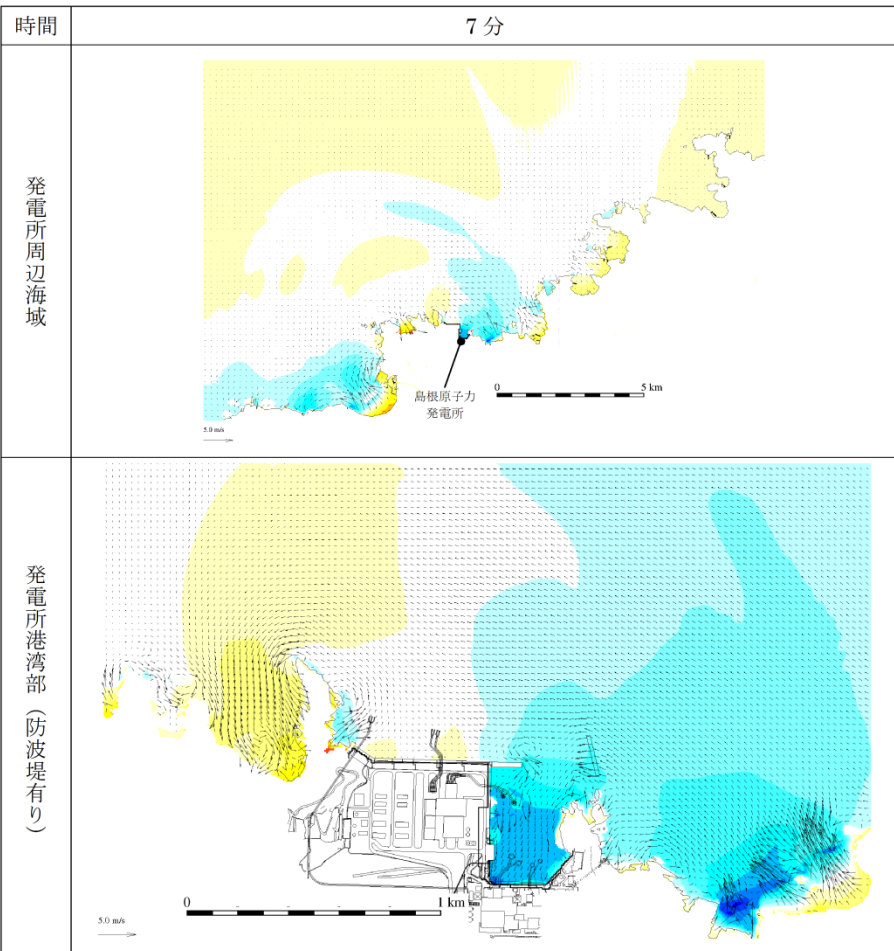 時間
7分
発電所周辺海域
島根原子力
発電所
0
5 km
5.0 m/s
発電所港湾部（防波堤有り）
0
1 km
5.0 m/s